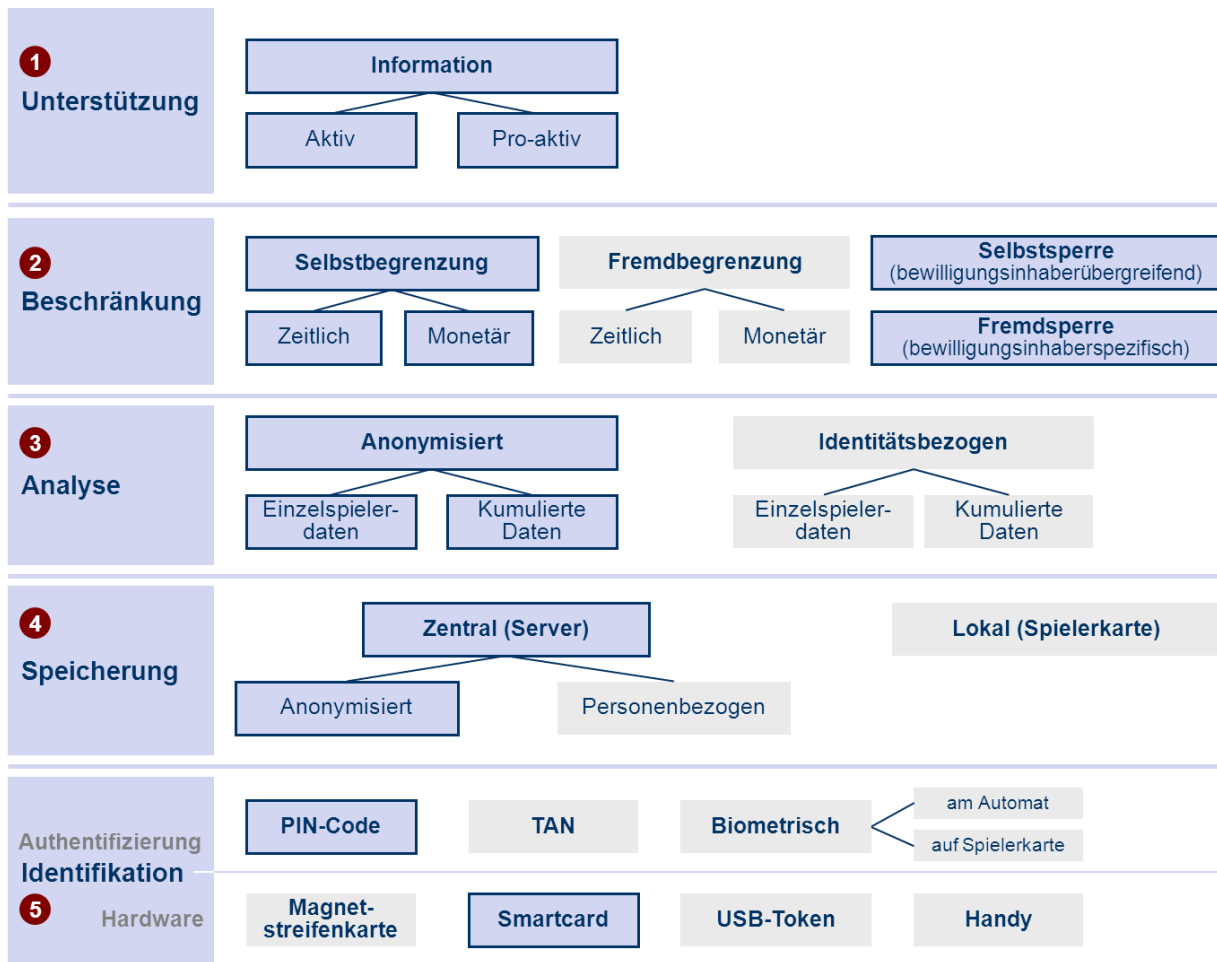 1
Unterstützung
Information
Aktiv
Pro-aktiv
2
Beschränkung
Selbstbegrenzung
Zeitlich
Monetär
Fremdbegrenzung
Zeitlich
Monetär
Selbstsperre
(bewilligungsinhaberübergreifend)
Fremdsperre
(bewilligungsinhaberspezifisch)
3
Analyse
Anonymisiert
Einzelspieler-
daten
Kumulierte
Daten
Identitätsbezogen
Einzelspieler-
daten
Kumulierte
Daten
4
Speicherung
Zentral (Server)
Anonymisiert
Personenbezogen
Lokal (Spielerkarte)
Authentifizierung
Identifikation
5
Hardware
PIN-Code
TAN
Biometrisch
am Automat
auf Spielerkarte
Magnet-
streifenkarte
Smartcard
USB-Token
Handy